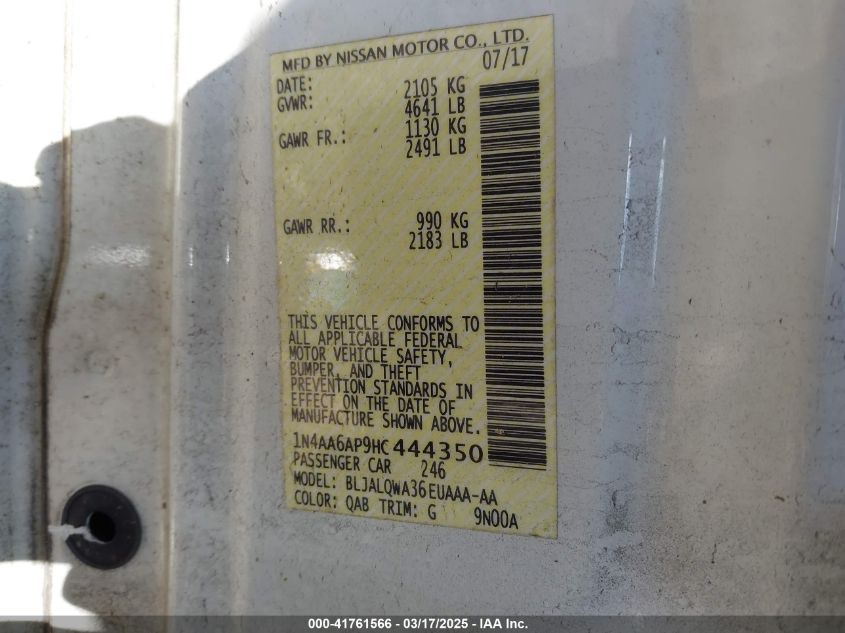 MFD BY NISSAN MOTOR CO., LTD.
DATE: 07/17
GVWR: 2105 KG
4641 LB
GAWR FR.: 1130 KG
2491 LB
GAWR RR.: 990 KG
2183 LB
THIS VEHICLE CONFORMS TO
ALL APPLICABLE FEDERAL
MOTOR VEHICLE SAFETY,
BUMPER, AND THEFT
PREVENTION STANDARDS IN
EFFECT ON THE DATE OF
MANUFACTURE SHOWN ABOVE.
1N4AA6AP9HC444350
PASSENGER CAR 246
MODEL: BLJALQWA36EUAAA-AA
COLOR: QAB TRIM: G 9N00A
000-41761566 - 03/17/2025 - IAA Inc.